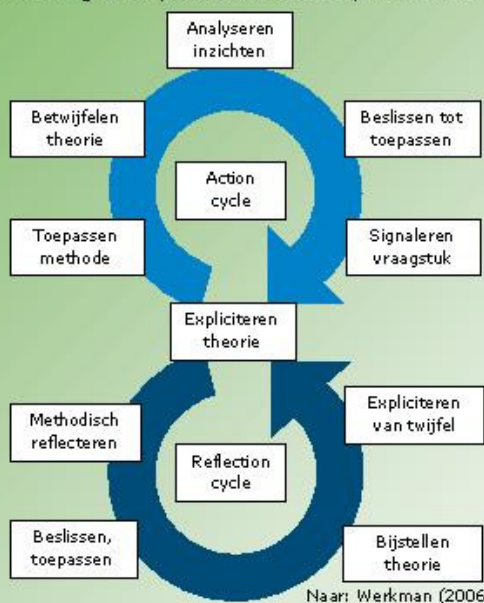 Analyseren
inzichten
Betwijfelen
theorie
Beslissen tot
toepassen
Action
cycle
Toepassen
methode
Signaleren
vraagstuk
Expliciteren
theorie
Methodisch
reflecteren
Expliciteren
van twijfel
Reflection
cycle
Beslissen,
toepassen
Bijstellen
theorie
Naar: Werkman (2006